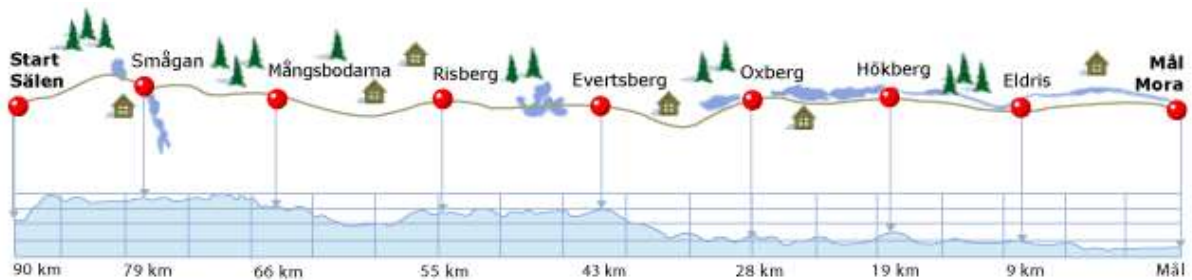 Start
Sälen
Smågan
Mångsbodarna
Risberg
Evertsberg
Oxberg
Hökberg
Eldris
Mål
Mora
90 km
79 km
66 km
55 km
43 km
28 km
19 km
9 km
Mål